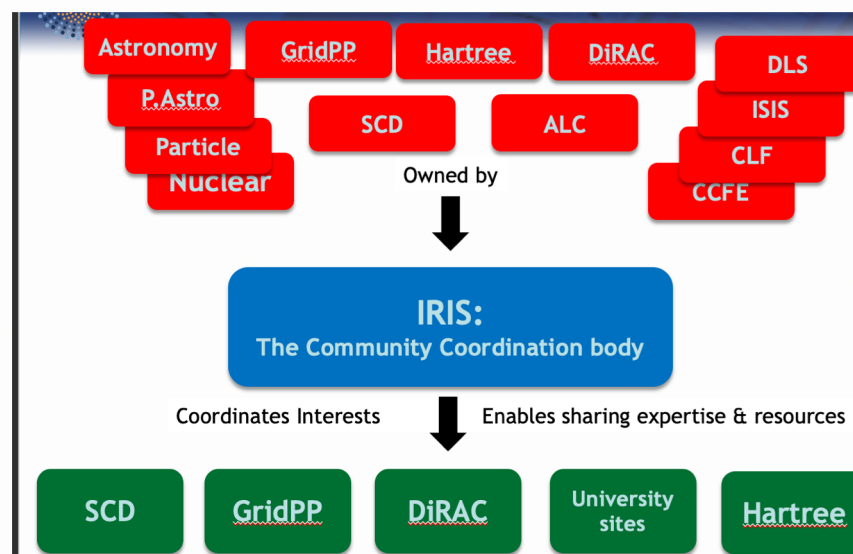 Astronomy
GridPP
Hartree
DiRAC
DLS
P.Astro
ISIS
SCD
ALC
Particle
CLF
Nuclear
CCFE
Owned by
IRIS:
The Community Coordination body
Coordinates Interests
Enables sharing expertise & resources
SCD
GridPP
DiRAC
University
sites
Hartree